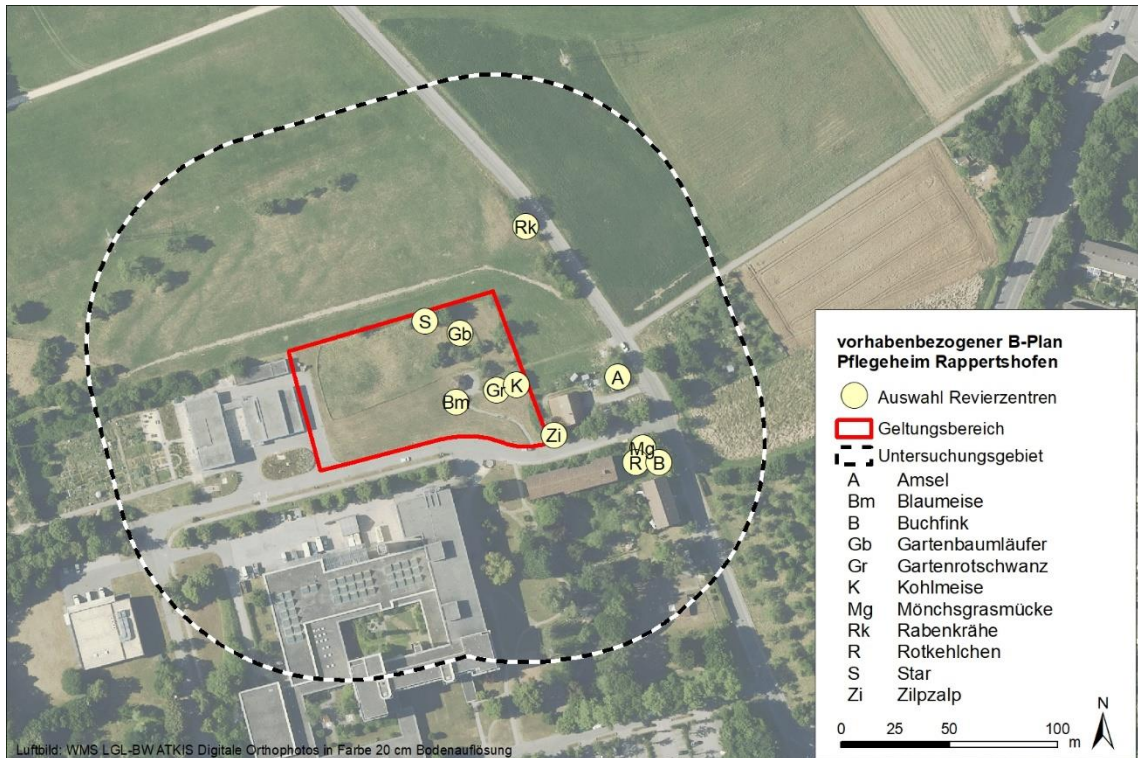 Rk
S
Gb
A
K
Gr
Bm
Zi
Mg
R
B
vorhabenbezogener B-Plan
Pflegeheim Rappertshofen
Auswahl Revierzentren
Geltungsbereich
Untersuchungsgebiet
A Amsel
Bm Blaumeise
B Buchfink
Gb Gartenbaumläufer
Gr Gartenrotschwanz
K Kohlmeise
Mg Mönchsgrasmücke
Rk Rabenkrähe
R Rotkehlchen
S Star
Zi Zilpzalp
N
0 50 100
m
Luftbild: WMS LGL-BW ATKIS Digitale Orthophotos in Farbe 20 cm Bodenauflösung